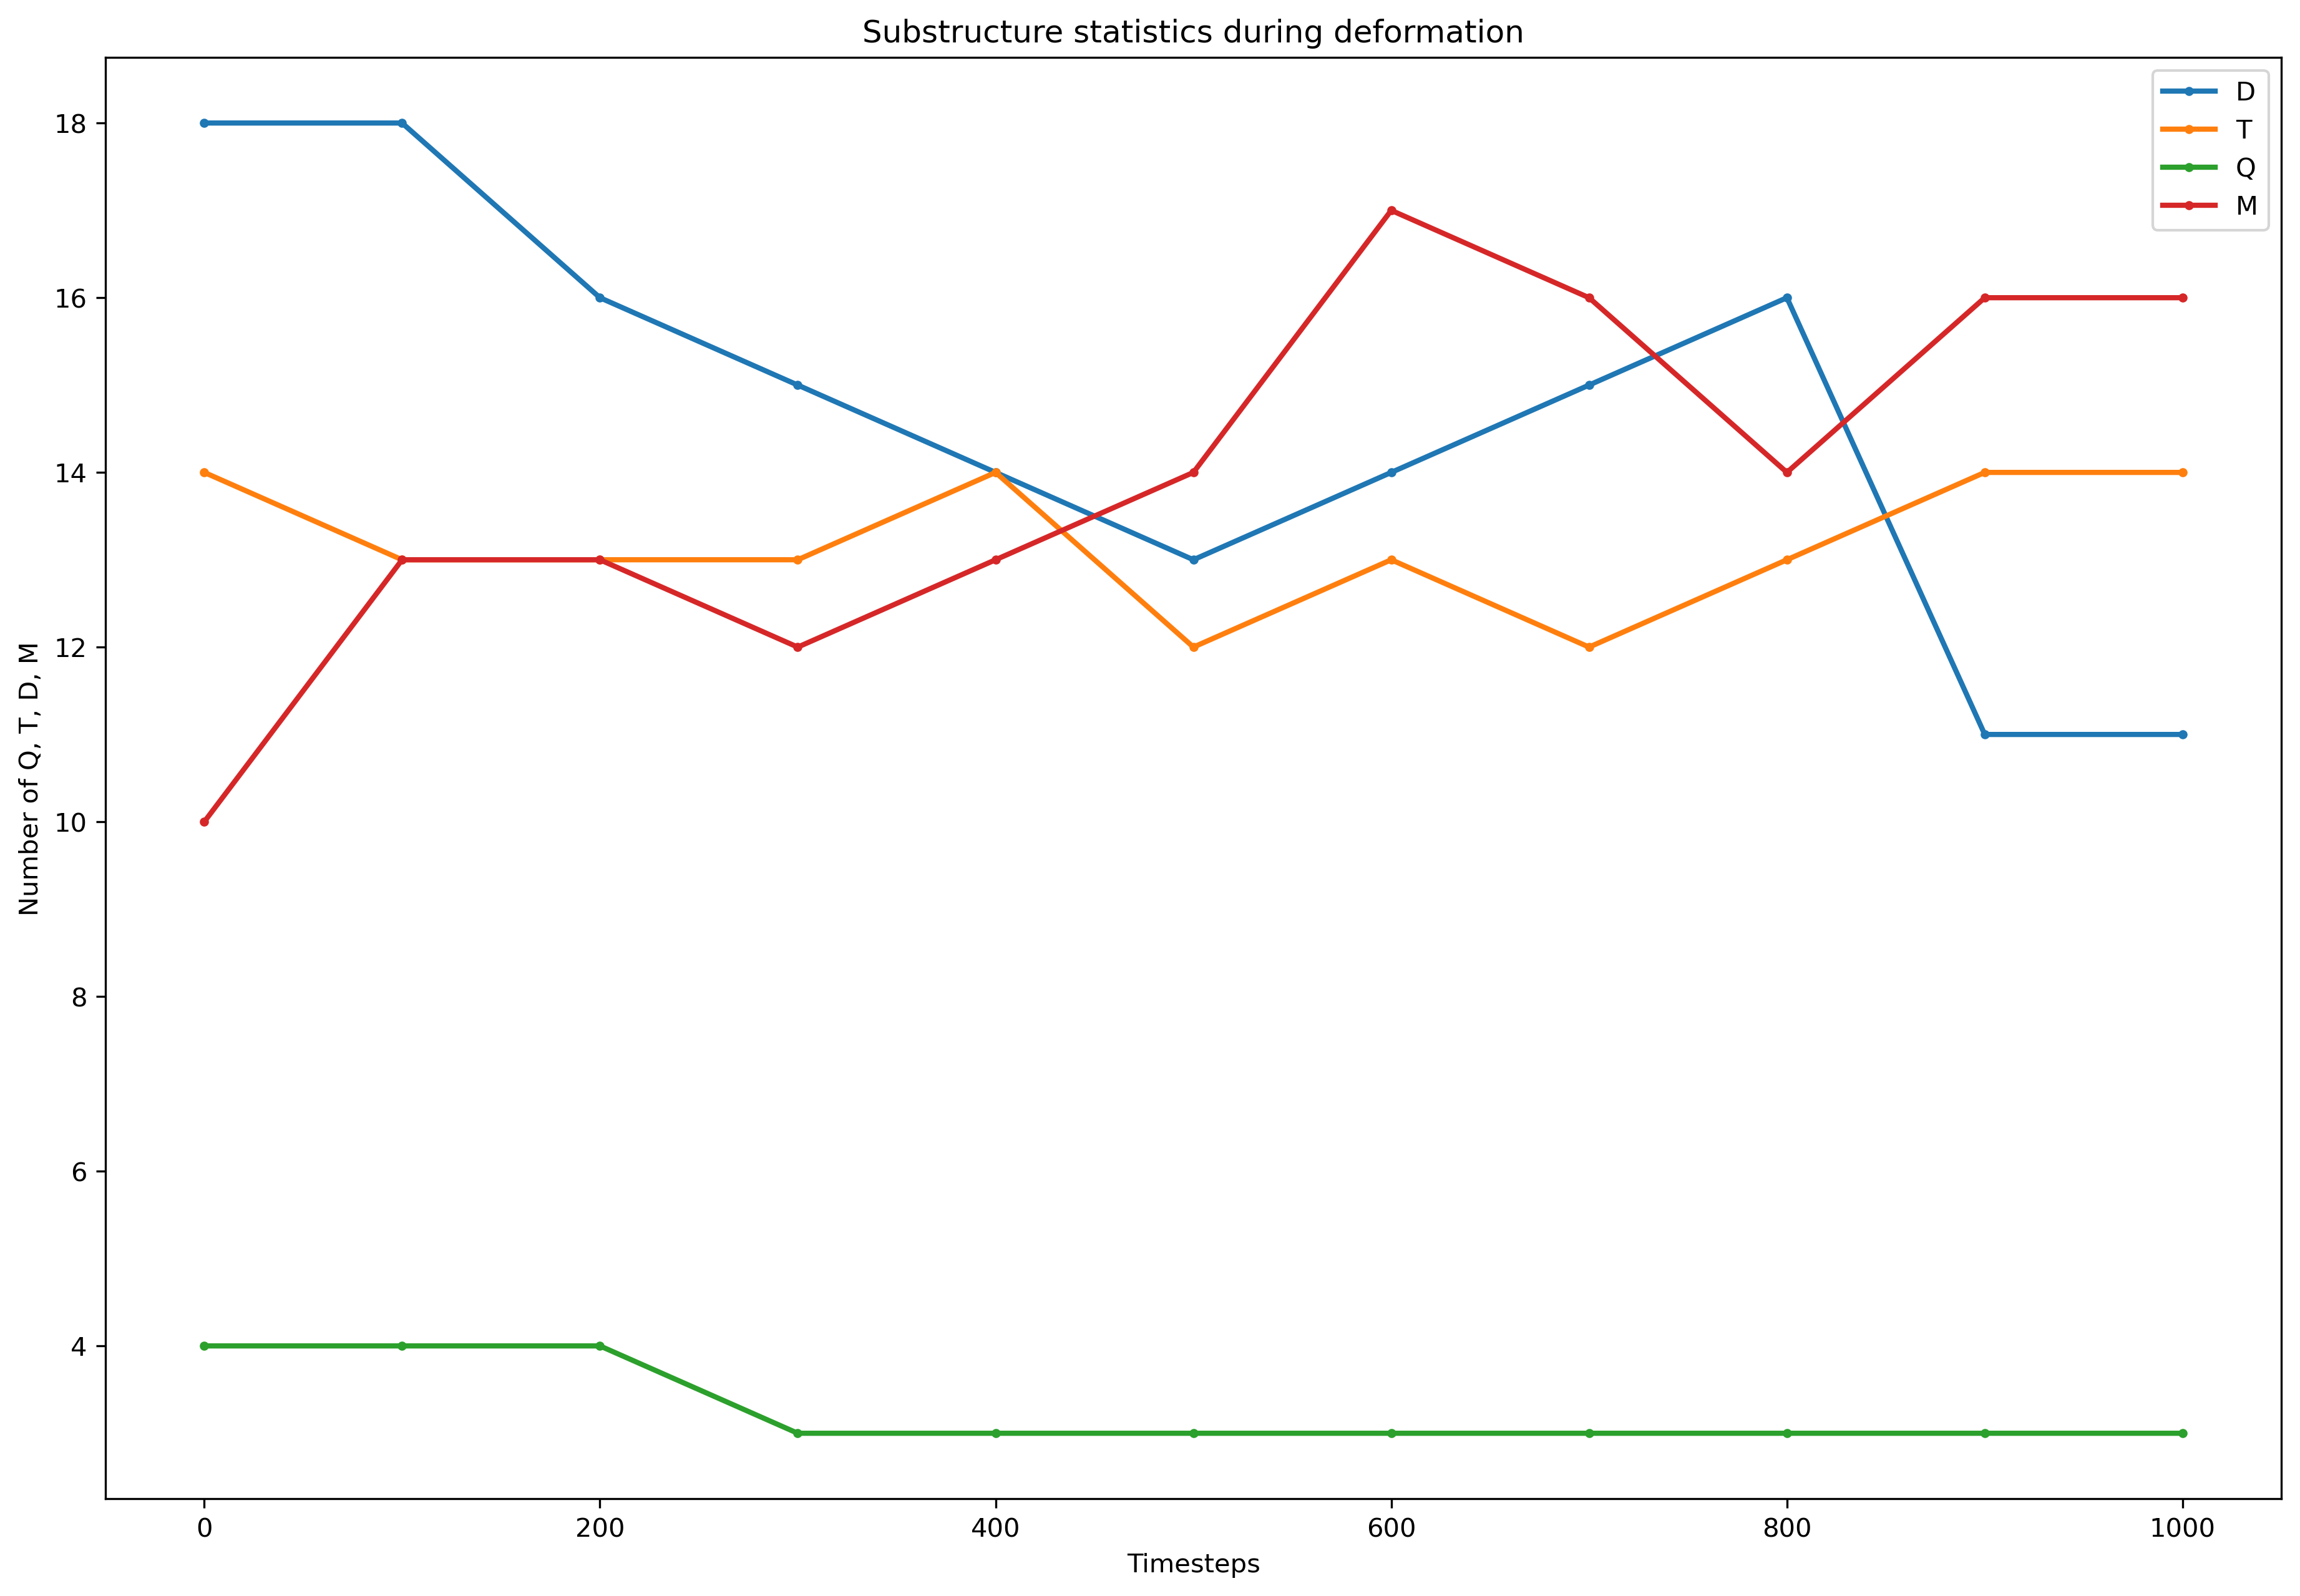 Substructure statistics during deformation
D
T
Q
M
18
16
14
12
10
8
6
4
Number of Q, T, D, M
0 200 400 600 800 1000
Timesteps